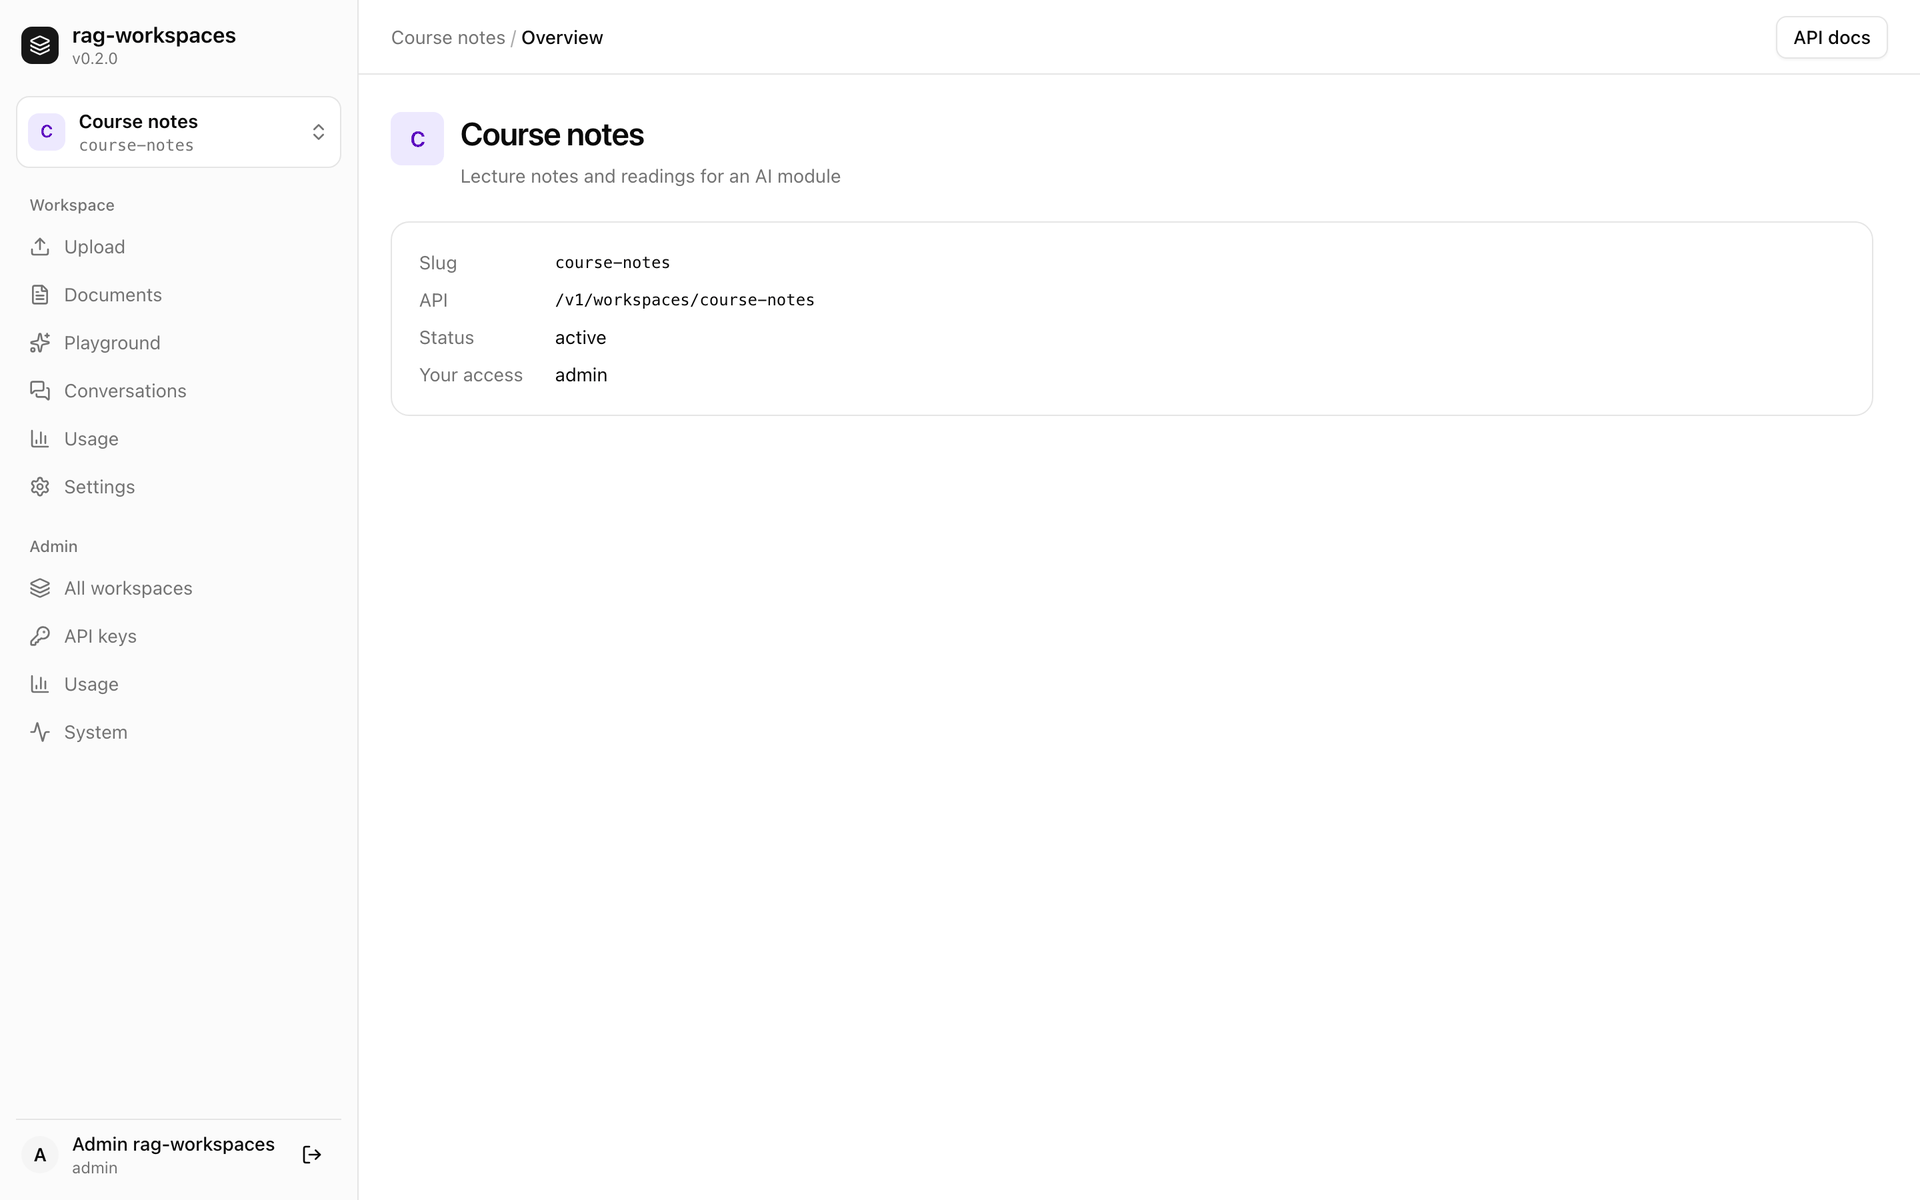 rag-workspaces
v0.2.0
C
Course notes
course-notes
Workspace
Upload
Documents
Playground
Conversations
Usage
Settings
Admin
All workspaces
API keys
Usage
System
A
Admin rag-workspaces
admin
Course notes / Overview
API docs
C
Course notes
Lecture notes and readings for an AI module
Slug course-notes
API /v1/workspaces/course-notes
Status active
Your access admin